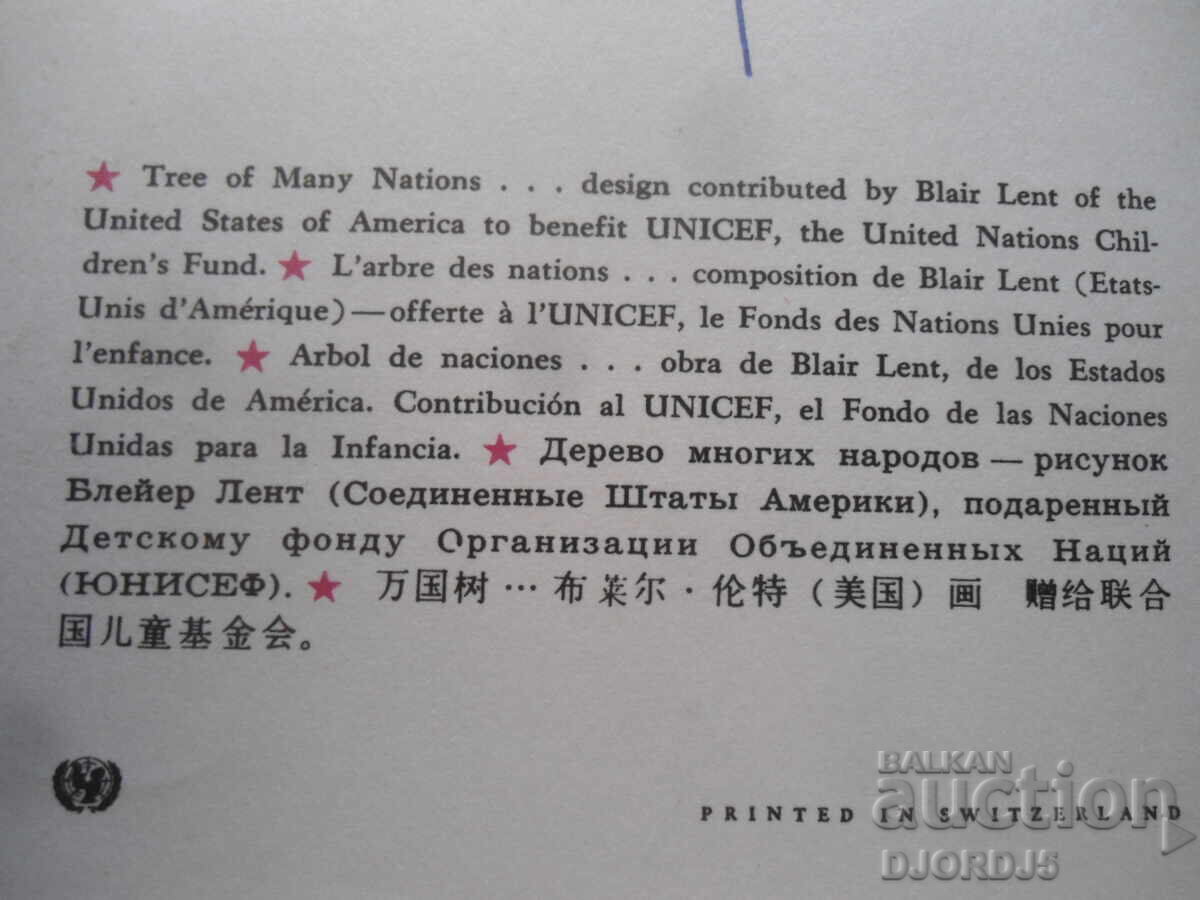 ★ Tree of Many Nations . . . design contributed by Blair Lent of the
United States of America to benefit UNICEF, the United Nations Chil-
dren's Fund. ★ L'arbre des nations . . . composition de Blair Lent (Etats-
Unis d'Amérique)—offerte à l'UNICEF, le Fonds des Nations Unies pour
l'enfance. ★ Arbol de naciones . . . obra de Blair Lent, de los Estados
Unidos de América. Contribución al UNICEF, el Fondo de las Naciones
Unidas para la Infancia. ★ Дерево многих народов — рисунок
Блейер Лент (Соединенные Штаты Америки), подаренный
Детскому фонду Организации Объединенных Наций
(ЮНИСЕФ). ★ 万国树…布莱尔·伦特（美国）画 赠给联合
国儿童基金会。
PRINTED IN SWITZERLAND
BALKAN
auction
DJORDJ5